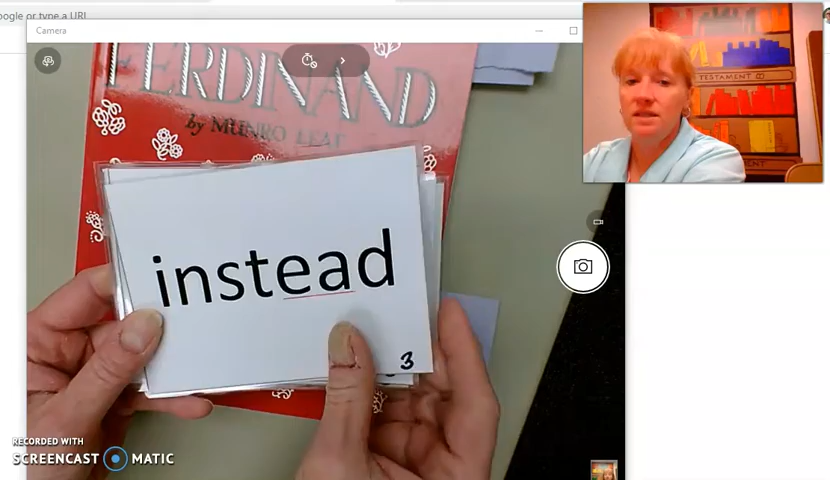 oogle or type a URL
Camera
FERDINAND
by MUNRO LEAF
TESTAMENT
instead
3
RECORDED WITH
SCREENCAST MATIC